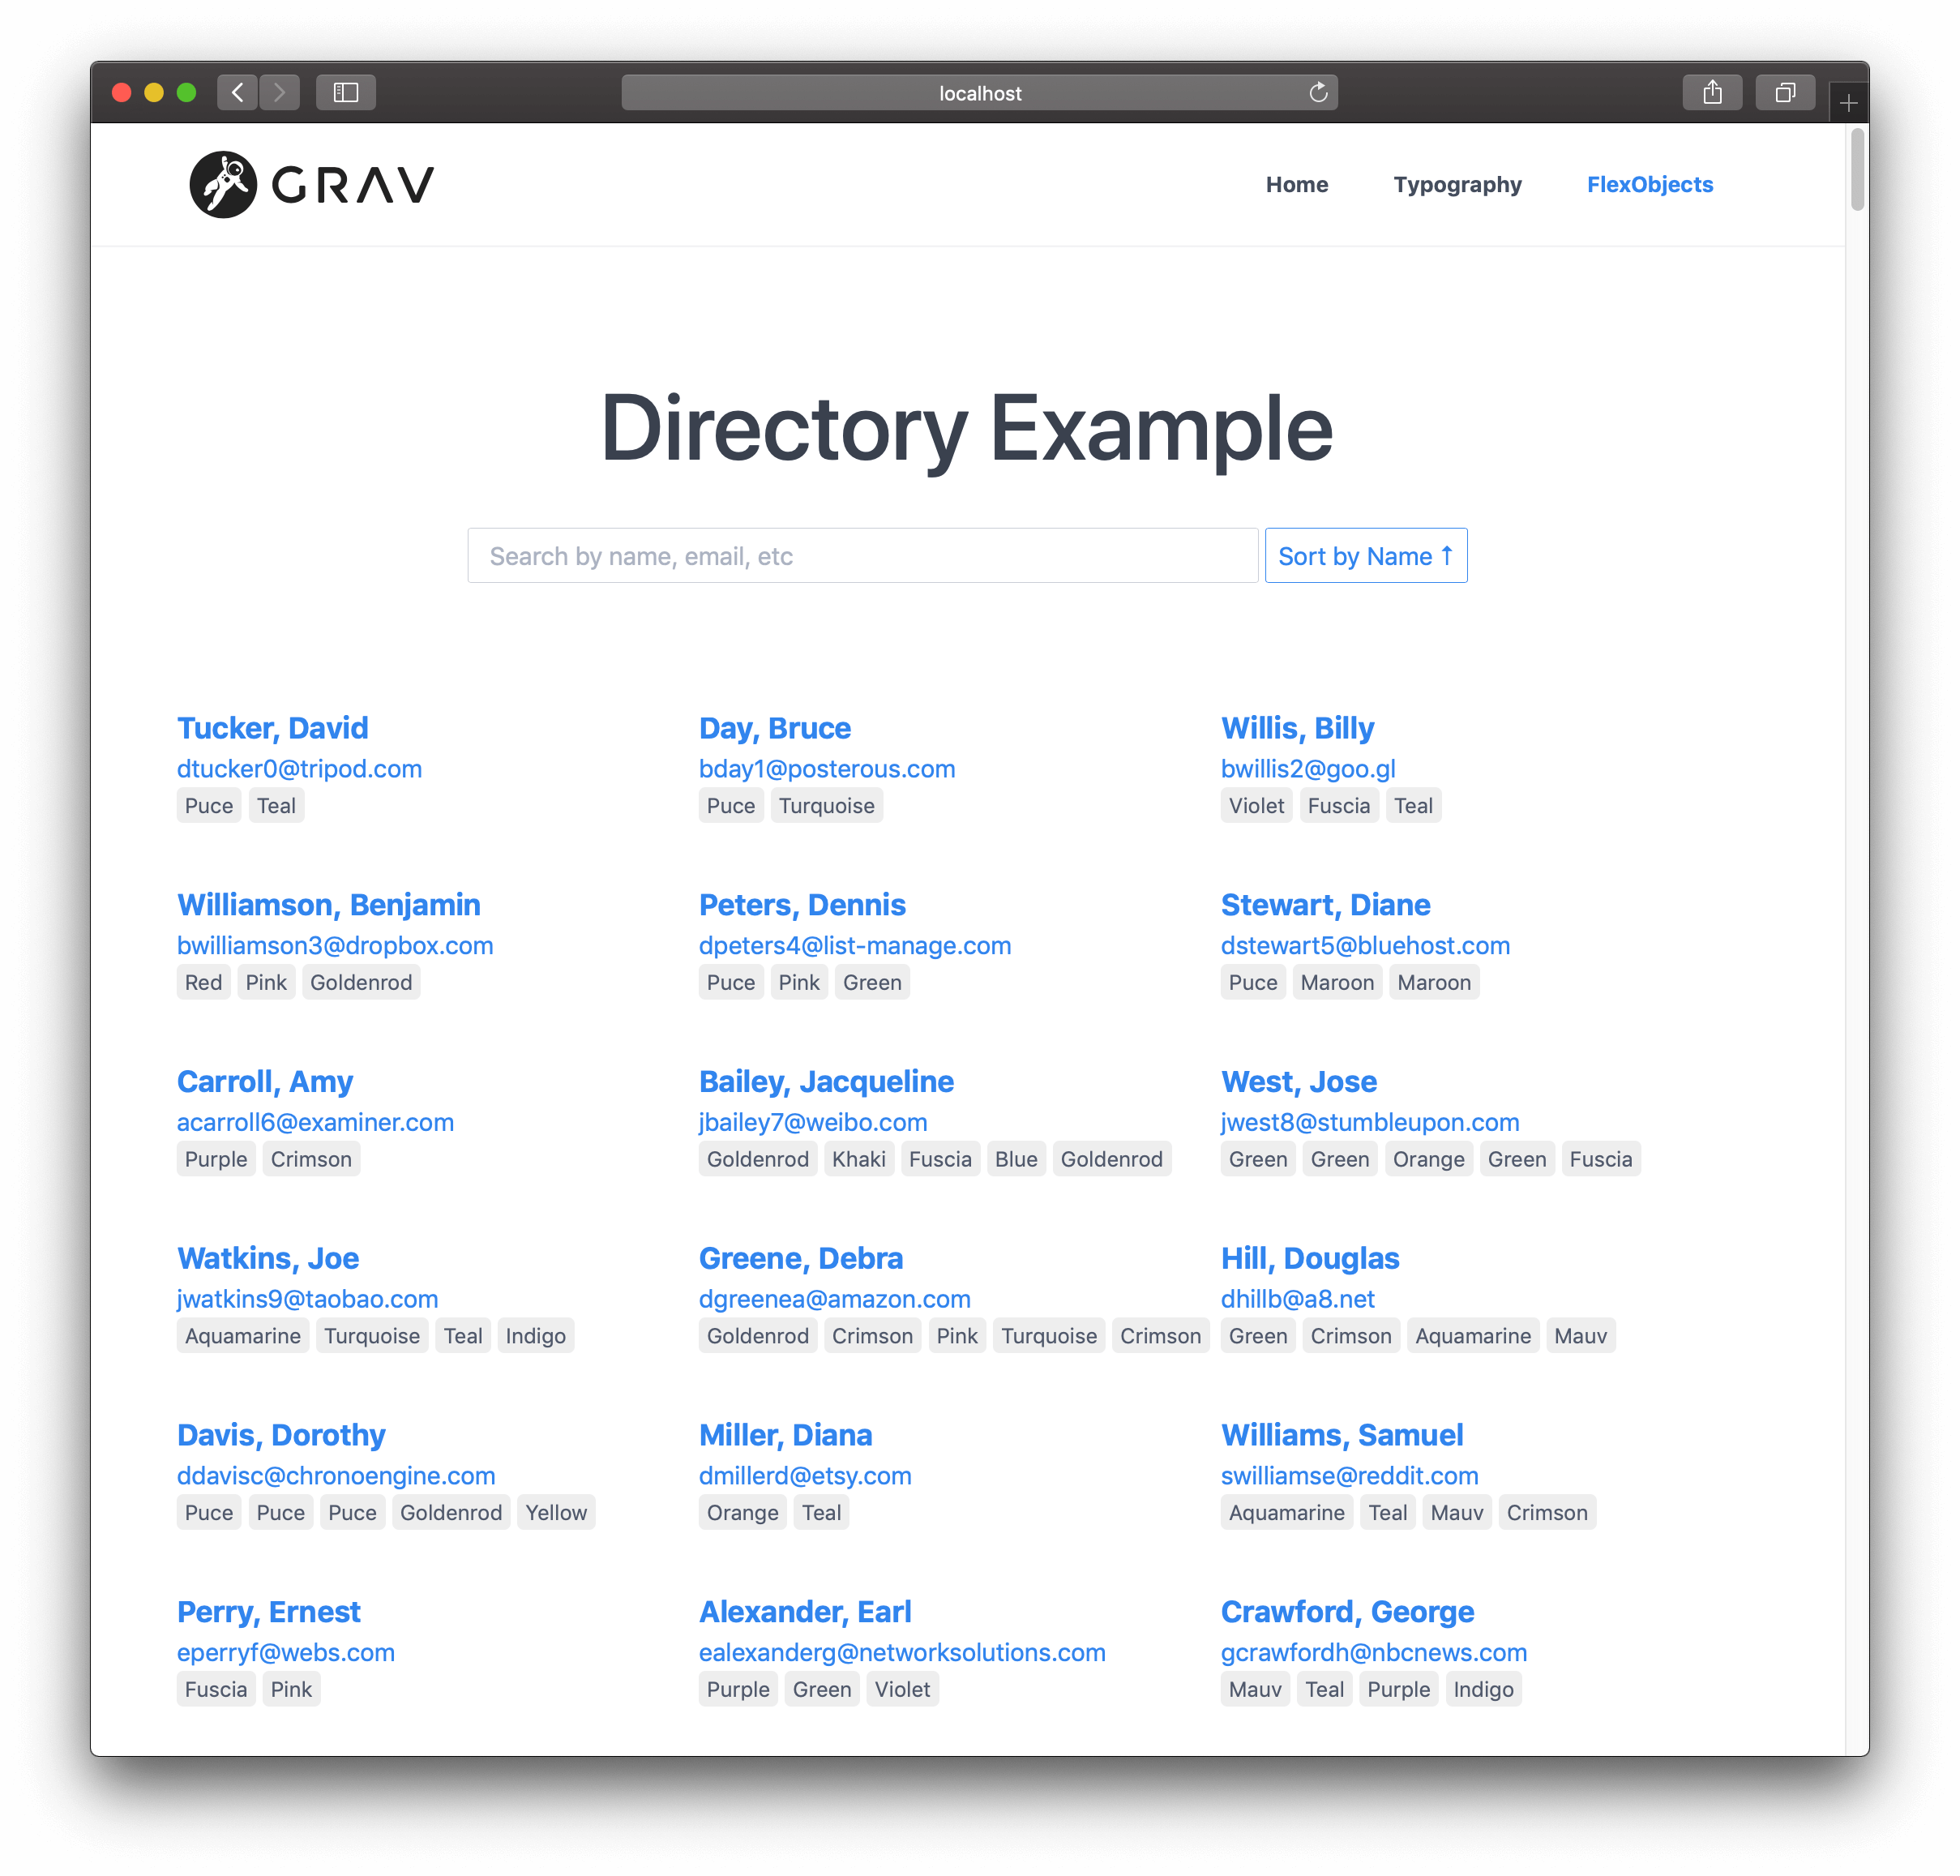 localhost
GRAV
Home Typography FlexObjects
Directory Example
Search by name, email, etc Sort by Name ↑
Tucker, David
dtucker0@tripod.com
Puce Teal
Day, Bruce
bday1@posterous.com
Puce Turquoise
Willis, Billy
bwillis2@goo.gl
Violet Fuscia Teal
Williamson, Benjamin
bwilliamson3@dropbox.com
Red Pink Goldenrod
Peters, Dennis
dpeters4@list-manage.com
Puce Pink Green
Stewart, Diane
dstewart5@bluehost.com
Puce Maroon Maroon
Carroll, Amy
acarroll6@examiner.com
Purple Crimson
Bailey, Jacqueline
jbailey7@weibo.com
Goldenrod Khaki Fuscia Blue Goldenrod
West, Jose
jwest8@stumbleupon.com
Green Green Orange Green Fuscia
Watkins, Joe
jwatkins9@taobao.com
Aquamarine Turquoise Teal Indigo
Greene, Debra
dgreenea@amazon.com
Goldenrod Crimson Pink Turquoise Crimson
Hill, Douglas
dhillb@a8.net
Green Crimson Aquamarine Mauv
Davis, Dorothy
ddavisc@chronoengine.com
Puce Puce Puce Goldenrod Yellow
Miller, Diana
dmillerd@etsy.com
Orange Teal
Williams, Samuel
swilliamse@reddit.com
Aquamarine Teal Mauv Crimson
Perry, Ernest
eperryf@webs.com
Fuscia Pink
Alexander, Earl
ealexanderg@networksolutions.com
Purple Green Violet
Crawford, George
gcrawfordh@nbcnews.com
Mauv Teal Purple Indigo